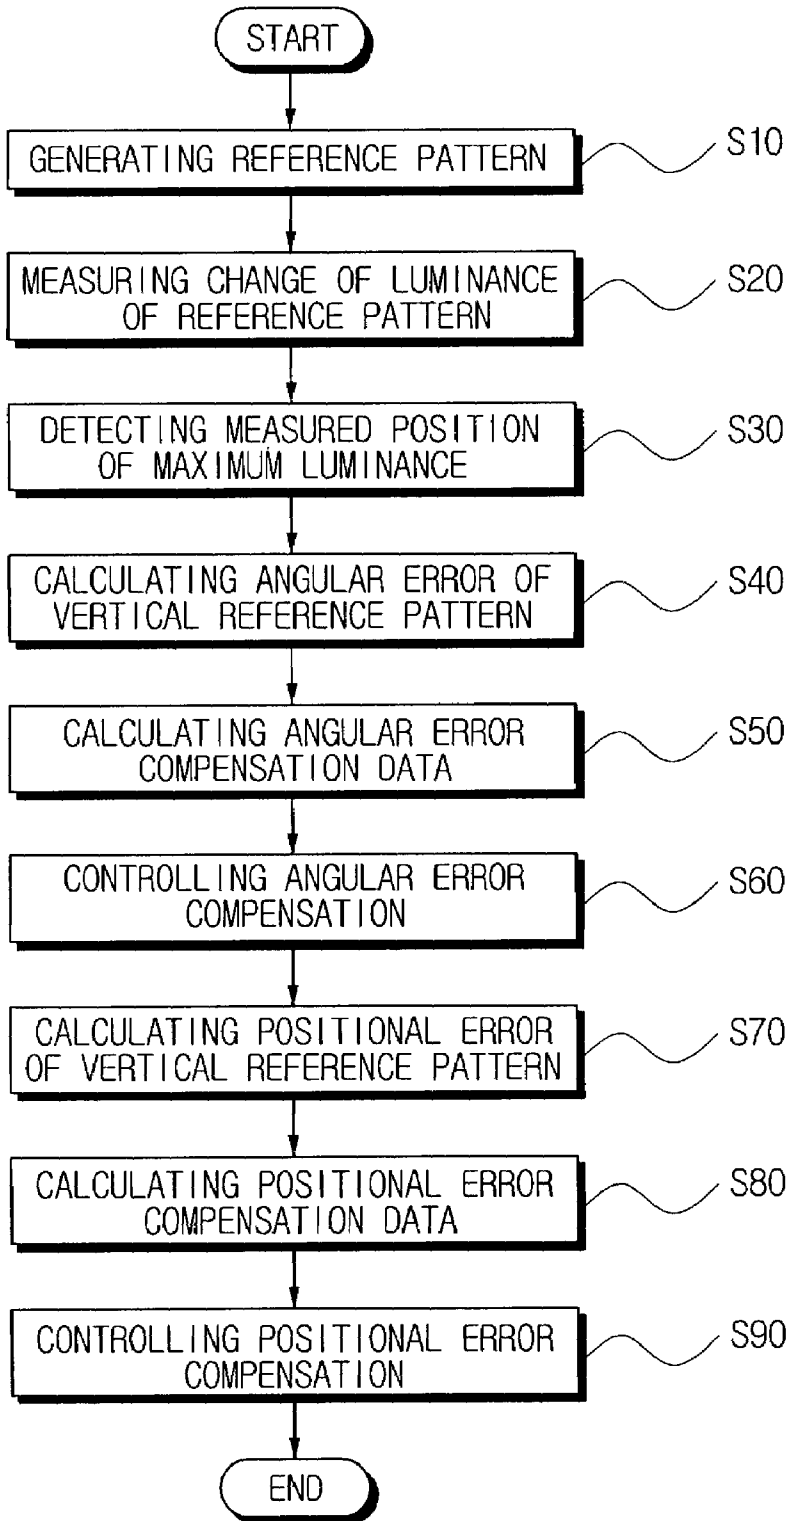 START
GENERATING REFERENCE PATTERN
S10
MEASURING CHANGE OF LUMINANCE
OF REFERENCE PATTERN
S20
DETECTING MEASURED POSITION
OF MAXIMUM LUMINANCE
S30
CALCULATING ANGULAR ERROR OF
VERTICAL REFERENCE PATTERN
S40
CALCULATING ANGULAR ERROR
COMPENSATION DATA
S50
CONTROLLING ANGULAR ERROR
COMPENSATION
S60
CALCULATING POSITIONAL ERROR
OF VERTICAL REFERENCE PATTERN
S70
CALCULATING POSITIONAL ERROR
COMPENSATION DATA
S80
CONTROLLING POSITIONAL ERROR
COMPENSATION
S90
END